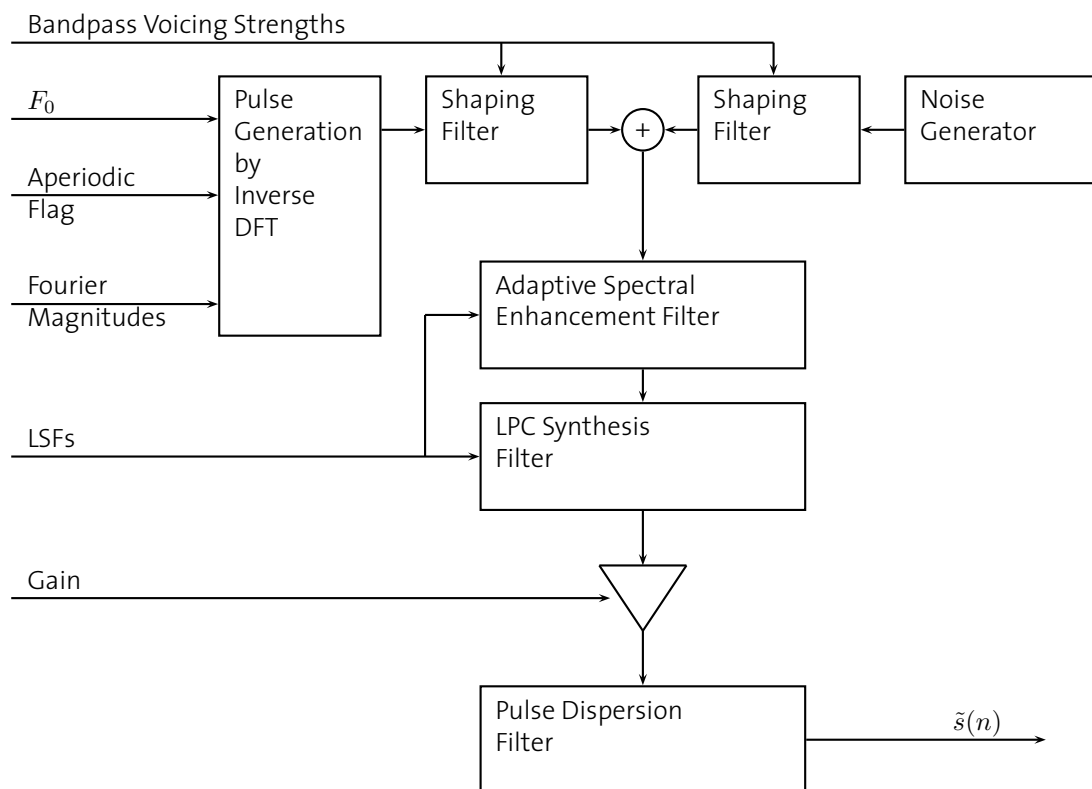 Bandpass Voicing Strengths
F₀
Aperiodic
Flag
Fourier
Magnitudes
Pulse
Generation
by
Inverse
DFT
Shaping
Filter
+
Shaping
Filter
Noise
Generator
Adaptive Spectral
Enhancement Filter
LSFs
LPC Synthesis
Filter
Gain
Pulse Dispersion
Filter
s̃(n)